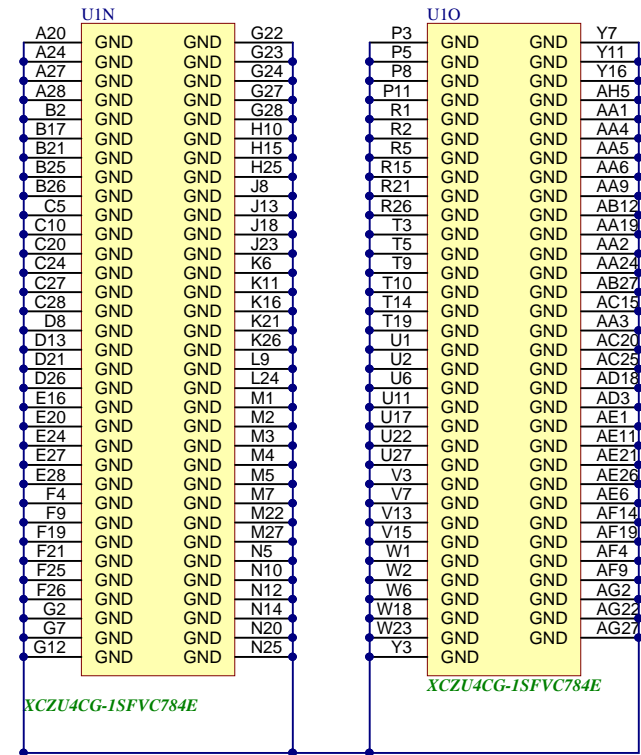 U1N
A20 GND GND G22
A24 GND GND G23
A27 GND GND G24
A28 GND GND G27
B2 GND GND G28
B17 GND GND H10
B21 GND GND H15
B25 GND GND H25
B26 GND GND J8
C5 GND GND J13
C10 GND GND J18
C20 GND GND J23
C24 GND GND K6
C27 GND GND K11
C28 GND GND K16
D8 GND GND K21
D13 GND GND K26
D21 GND GND L9
D26 GND GND L24
E16 GND GND M1
E20 GND GND M2
E24 GND GND M3
E27 GND GND M4
E28 GND GND M5
F4 GND GND M7
F9 GND GND M22
F19 GND GND M27
F21 GND GND N5
F25 GND GND N10
F26 GND GND N12
G2 GND GND N14
G7 GND GND N20
G12 GND GND N25
XCZU4CG-1SFVC784E
U1O
P3 GND GND Y7
P5 GND GND Y11
P8 GND GND Y16
P11 GND GND AH5
R1 GND GND AA1
R2 GND GND AA4
R5 GND GND AA5
R15 GND GND AA6
R21 GND GND AA9
R26 GND GND AB12
T3 GND GND AA19
T5 GND GND AA2
T9 GND GND AA24
T10 GND GND AB27
T14 GND GND AC15
T19 GND GND AA3
U1 GND GND AC20
U2 GND GND AC25
U6 GND GND AD18
U11 GND GND AD3
U17 GND GND AE1
U22 GND GND AE11
U27 GND GND AE21
V3 GND GND AE26
V7 GND GND AE6
V13 GND GND AF14
V15 GND GND AF19
W1 GND GND AF4
W2 GND GND AF9
W6 GND GND AG2
W18 GND GND AG22
W23 GND GND AG27
Y3 GND
XCZU4CG-1SFVC784E